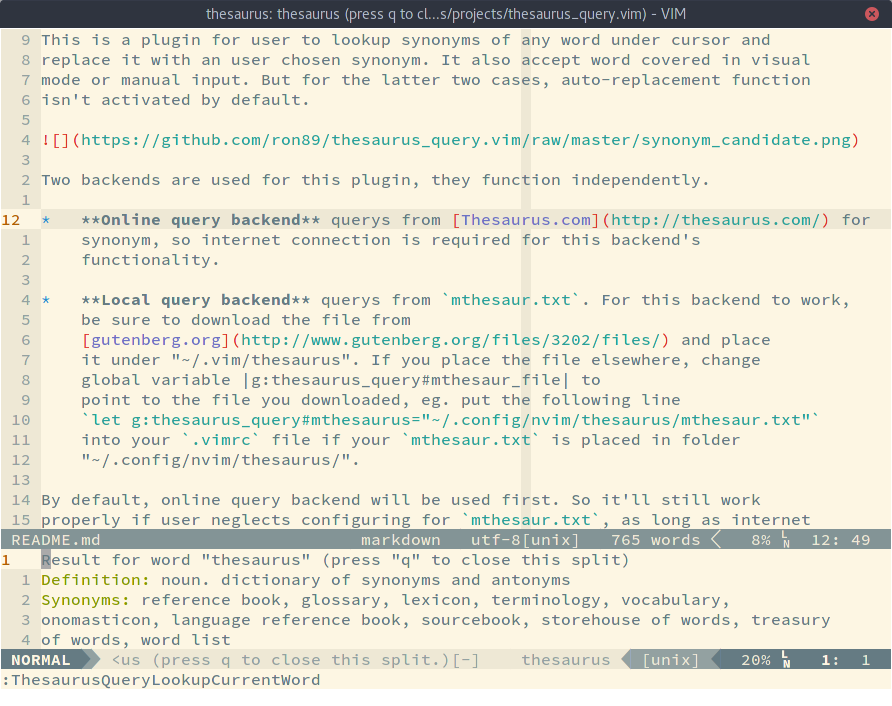 thesaurus: thesaurus (press q to cl...s/projects/thesaurus_query.vim) - VIM
9 This is a plugin for user to lookup synonyms of any word under cursor and
8 replace it with an user chosen synonym. It also accept word covered in visual
7 mode or manual input. But for the latter two cases, auto-replacement function
6 isn't activated by default.
5
4 ![](https://github.com/ron89/thesaurus_query.vim/raw/master/synonym_candidate.png)
3
2 Two backends are used for this plugin, they function independently.
1
12 *   **Online query backend** querys from [Thesaurus.com](http://thesaurus.com/) for
1     synonym, so internet connection is required for this backend's
2     functionality.
3
4 *   **Local query backend** querys from `mthesaur.txt`. For this backend to work,
5     be sure to download the file from
6     [gutenberg.org](http://www.gutenberg.org/files/3202/files/) and place
7     it under "~/.vim/thesaurus". If you place the file elsewhere, change
8     global variable |g:thesaurus_query#mthesaur_file| to
9     point to the file you downloaded, eg. put the following line
10     `let g:thesaurus_query#mthesaurus="~/.config/nvim/thesaurus/mthesaur.txt"`
11     into your `.vimrc` file if your `mthesaur.txt` is placed in folder
12     "~/.config/nvim/thesaurus/".
13
14 By default, online query backend will be used first. So it'll still work
15 properly if user neglects configuring for `mthesaur.txt`, as long as internet
README.md markdown utf-8[unix] 765 words 8% LN 12: 49
1 Result for word "thesaurus" (press "q" to close this split)
1 Definition: noun. dictionary of synonyms and antonyms
2 Synonyms: reference book, glossary, lexicon, terminology, vocabulary,
3 onomasticon, language reference book, sourcebook, storehouse of words, treasury
4 of words, word list
NORMAL <us (press q to close this split.)[-] thesaurus [unix] 20% LN 1: 1
:ThesaurusQueryLookupCurrentWord